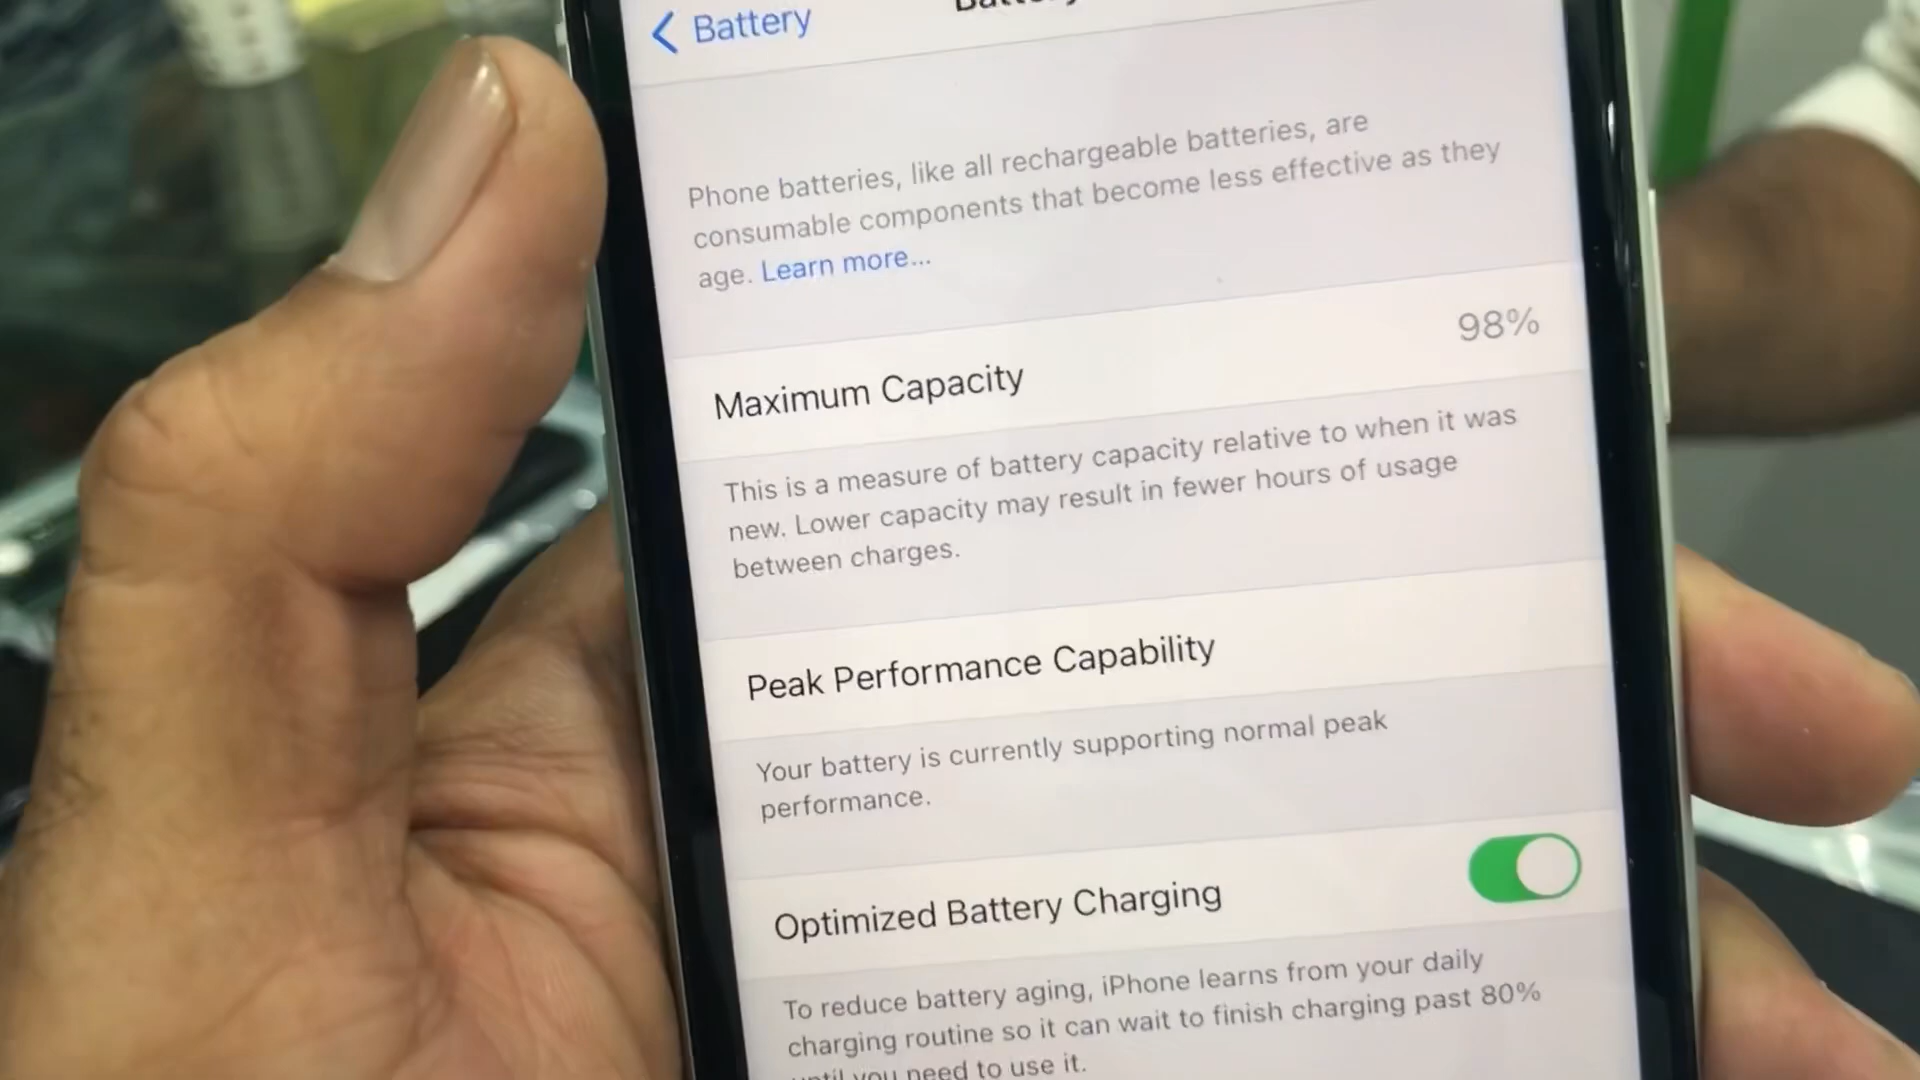 Battery
Phone batteries, like all rechargeable batteries, are
consumable components that become less effective as they
age. Learn more...
Maximum Capacity 98%
This is a measure of battery capacity relative to when it was
new. Lower capacity may result in fewer hours of usage
between charges.
Peak Performance Capability
Your battery is currently supporting normal peak
performance.
Optimized Battery Charging
To reduce battery aging, iPhone learns from your daily
charging routine so it can wait to finish charging past 80%
until you need to use it.